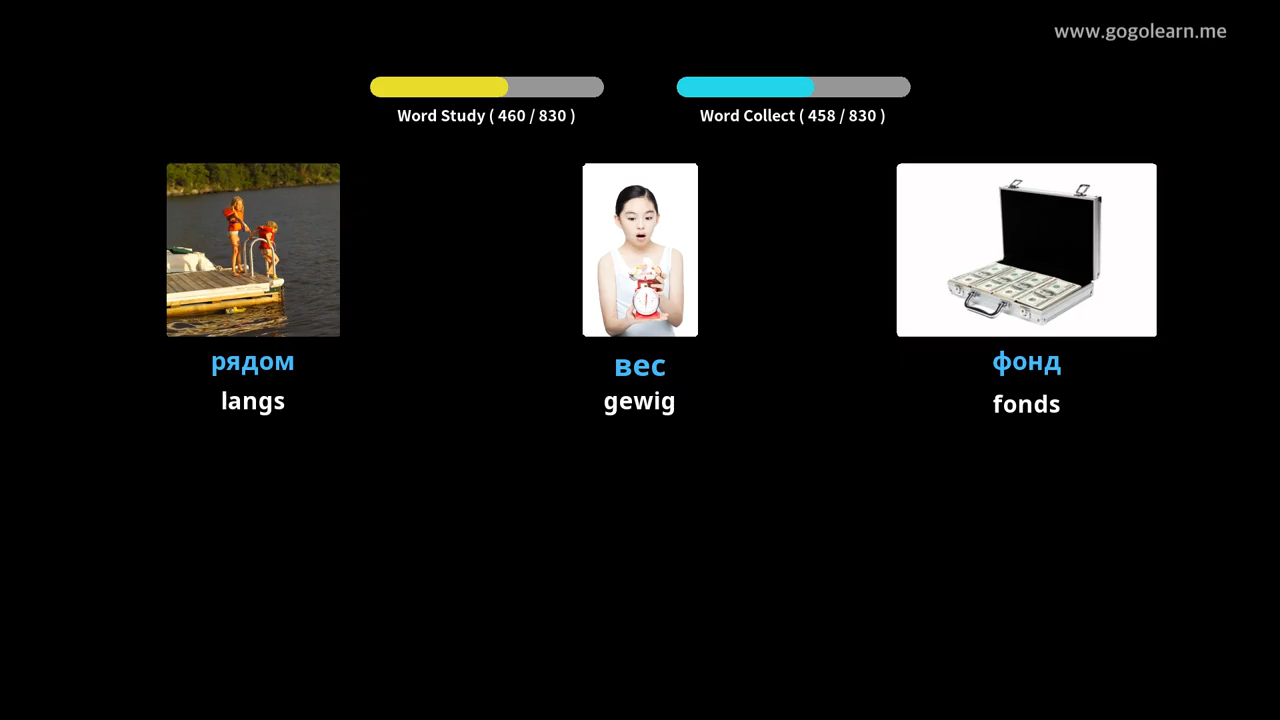 www.gogolearn.me
Word Study ( 460 / 830 )
Word Collect ( 458 / 830 )
рядом
вес
фонд
langs
gewig
fonds